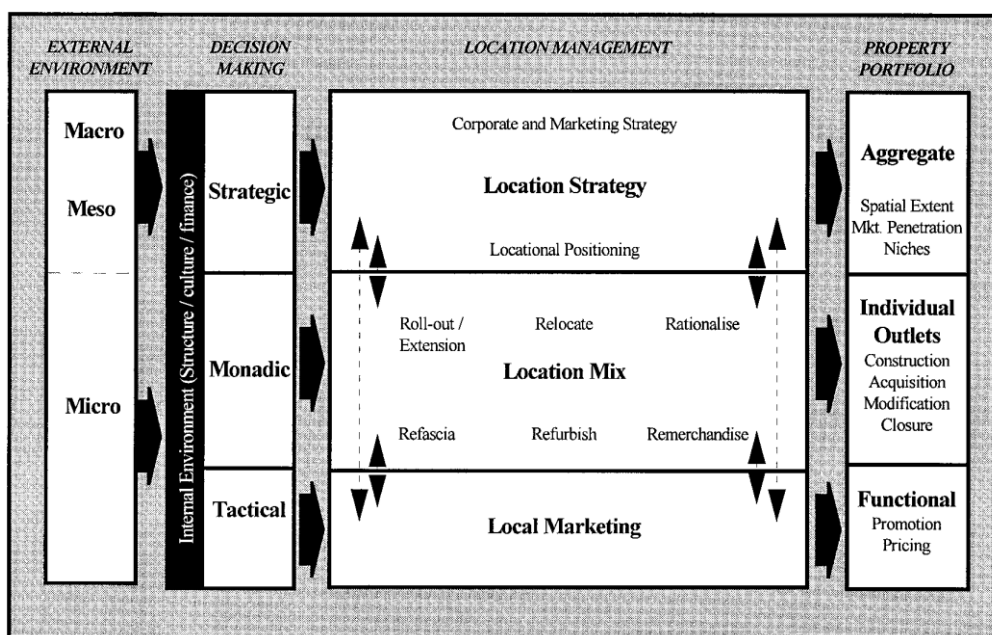 EXTERNAL
ENVIRONMENT
DECISION
MAKING
LOCATION MANAGEMENT
PROPERTY
PORTFOLIO
Macro
Meso
Micro
Internal Environment (Structure / culture / finance)
Strategic
Monadic
Tactical
Corporate and Marketing Strategy
Location Strategy
Locational Positioning
Roll-out /
Extension
Relocate
Rationalise
Location Mix
Refascia
Refurbish
Remerchandise
Local Marketing
Aggregate
Spatial Extent
Mkt. Penetration
Niches
Individual
Outlets
Construction
Acquisition
Modification
Closure
Functional
Promotion
Pricing